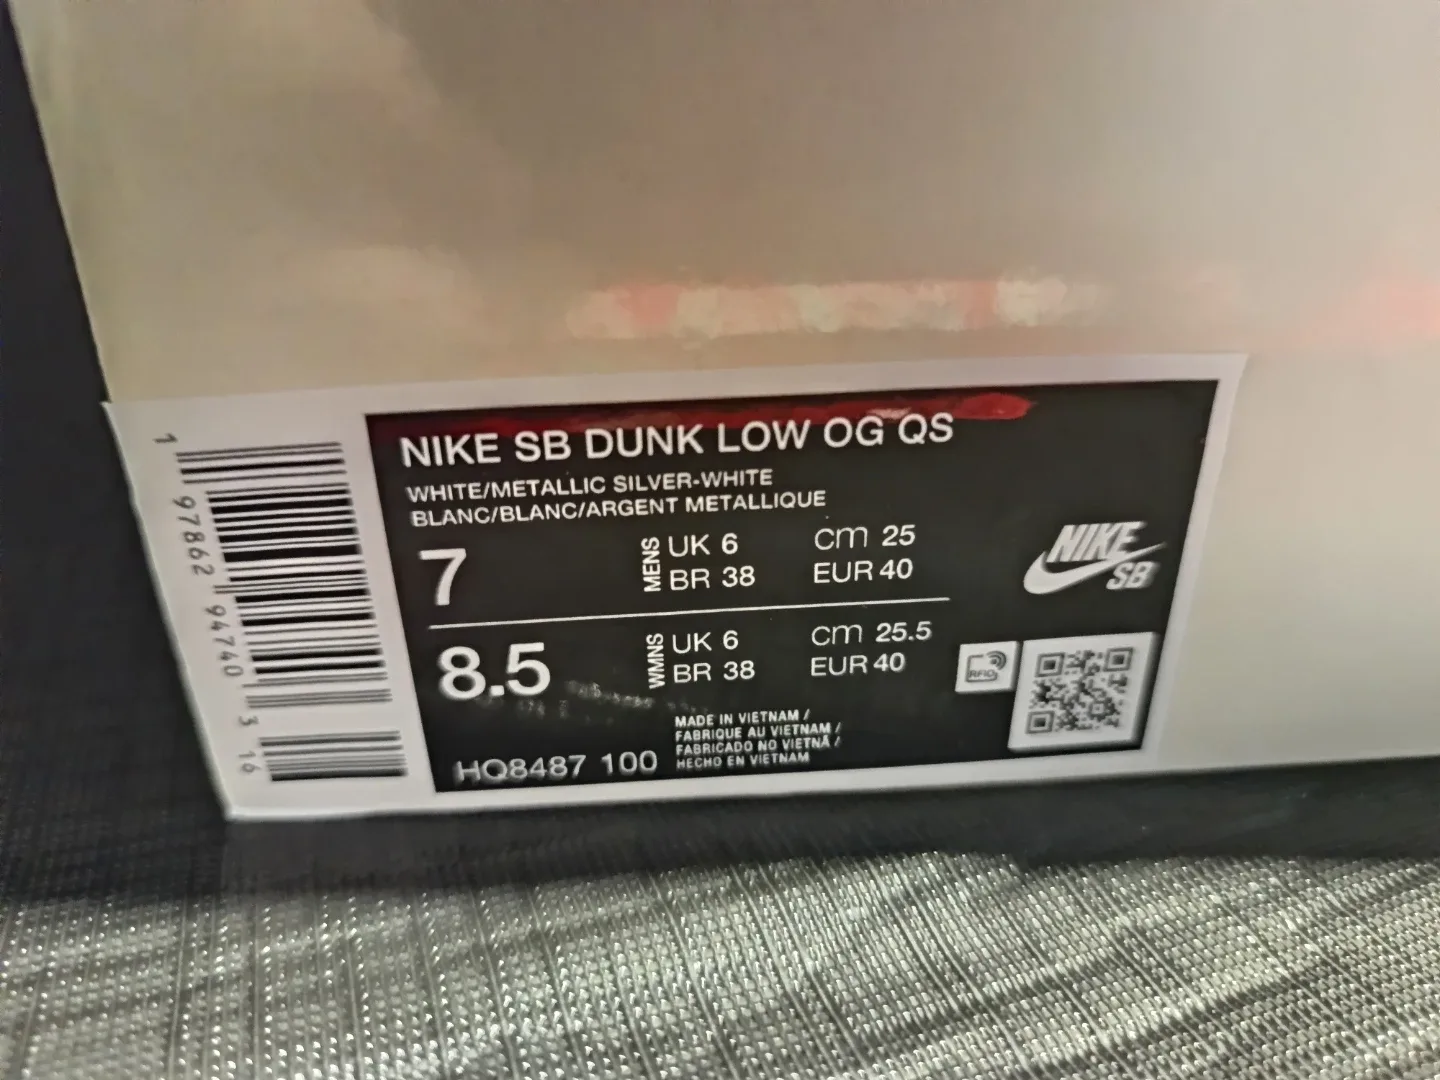 NIKE SB DUNK LOW OG QS
WHITE/METALLIC SILVER-WHITE
BLANC/BLANC/ARGENT METALLIQUE
7
MENS
UK 6
cm 25
BR 38
EUR 40
8.5
WMNS
UK 6
cm 25.5
BR 38
EUR 40
HQ8487 100
MADE IN VIETNAM /
FABRIQUE AU VIETNAM /
FABRICADO NO VIETNÃ /
HECHO EN VIETNAM
NIKE
SB
RFID
1 97862 94740 3 16